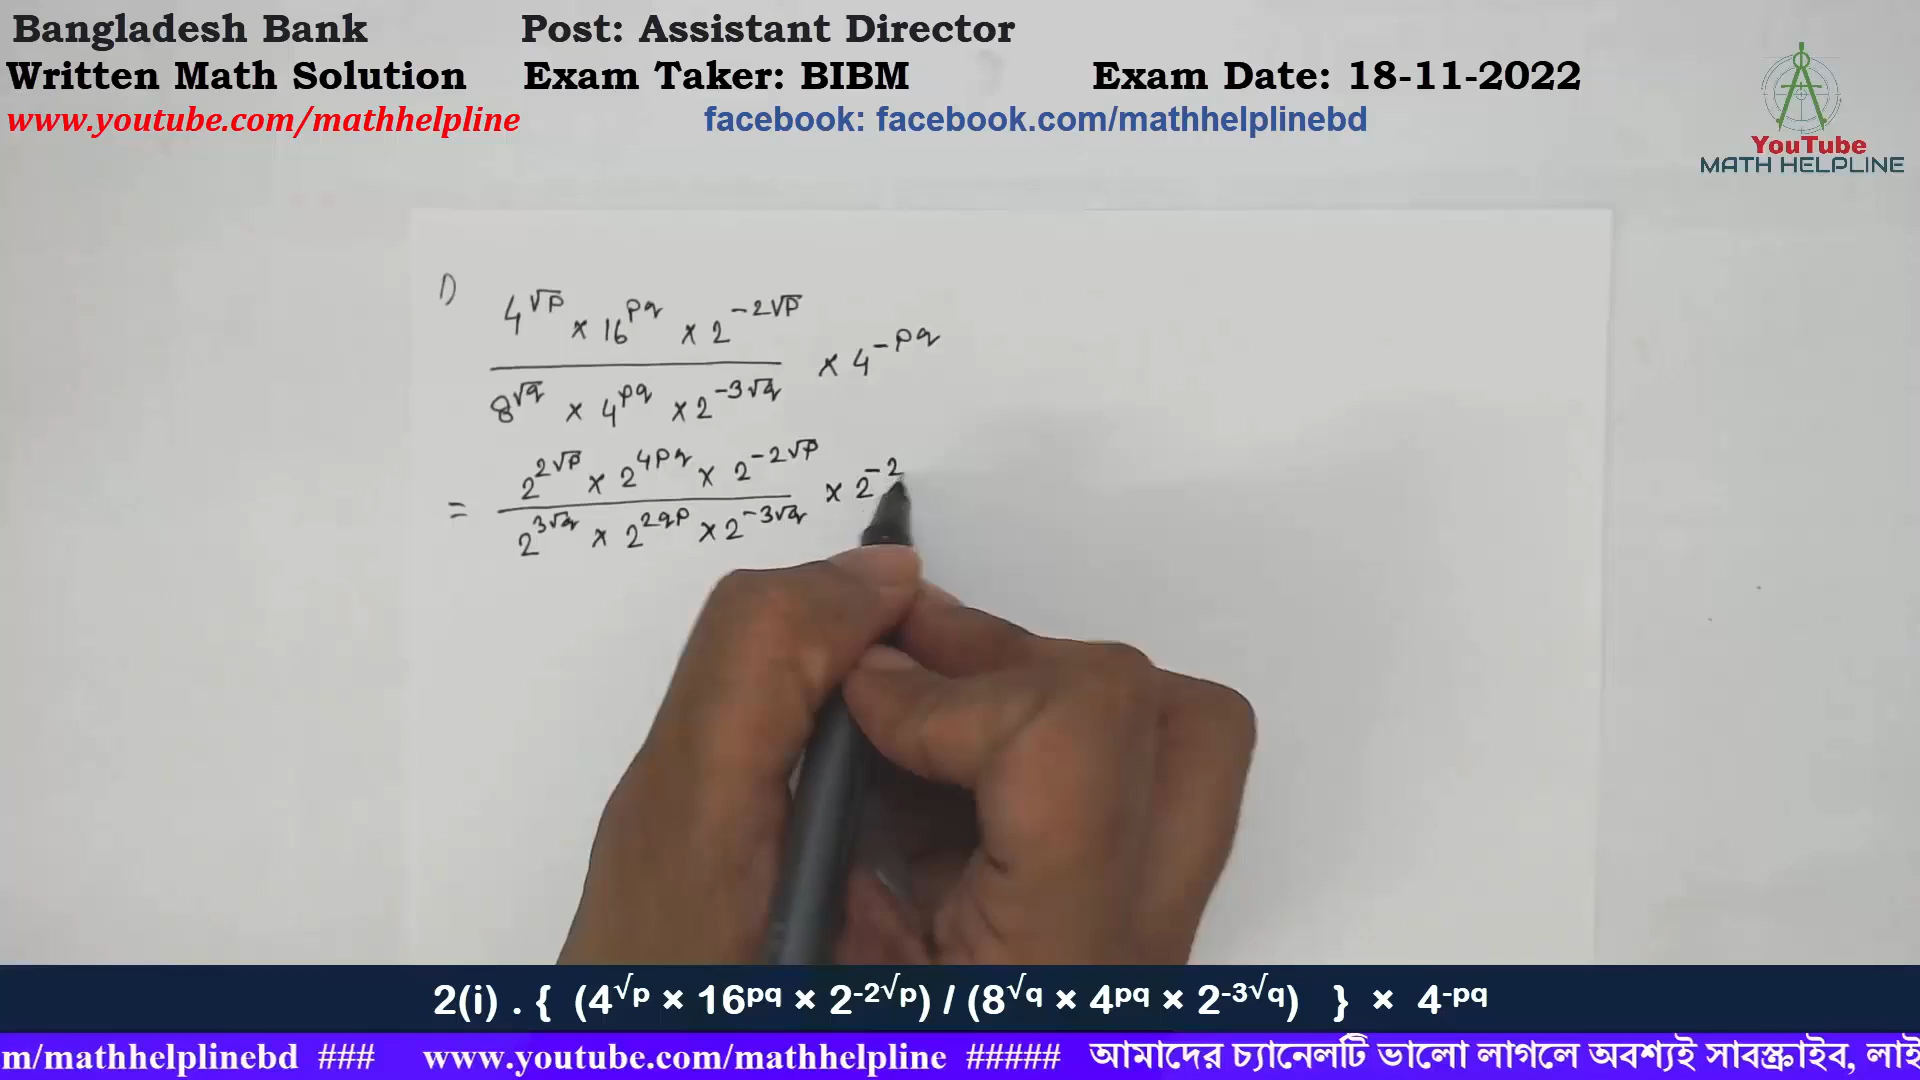 Bangladesh Bank Post: Assistant Director
Written Math Solution Exam Taker: BIBM Exam Date: 18-11-2022
www.youtube.com/mathhelpline facebook: facebook.com/mathhelplinebd
YouTube
MATH HELPLINE
1) 4^√p × 16^pq × 2^-2√p / 8^√q × 4^pq × 2^-3√q × 4^-pq
= 2^2√p × 2^4pq × 2^-2√p / 2^3√q × 2^2qp × 2^-3√q × 2^-2
2(i) . { (4^√p × 16^pq × 2^-2√p) / (8^√q × 4^pq × 2^-3√q) } × 4^-pq
m/mathhelplinebd ### www.youtube.com/mathhelpline ##### আমাদের চ্যানেলটি ভালো লাগলে অবশ্যই সাবস্ক্রাইব, লাই